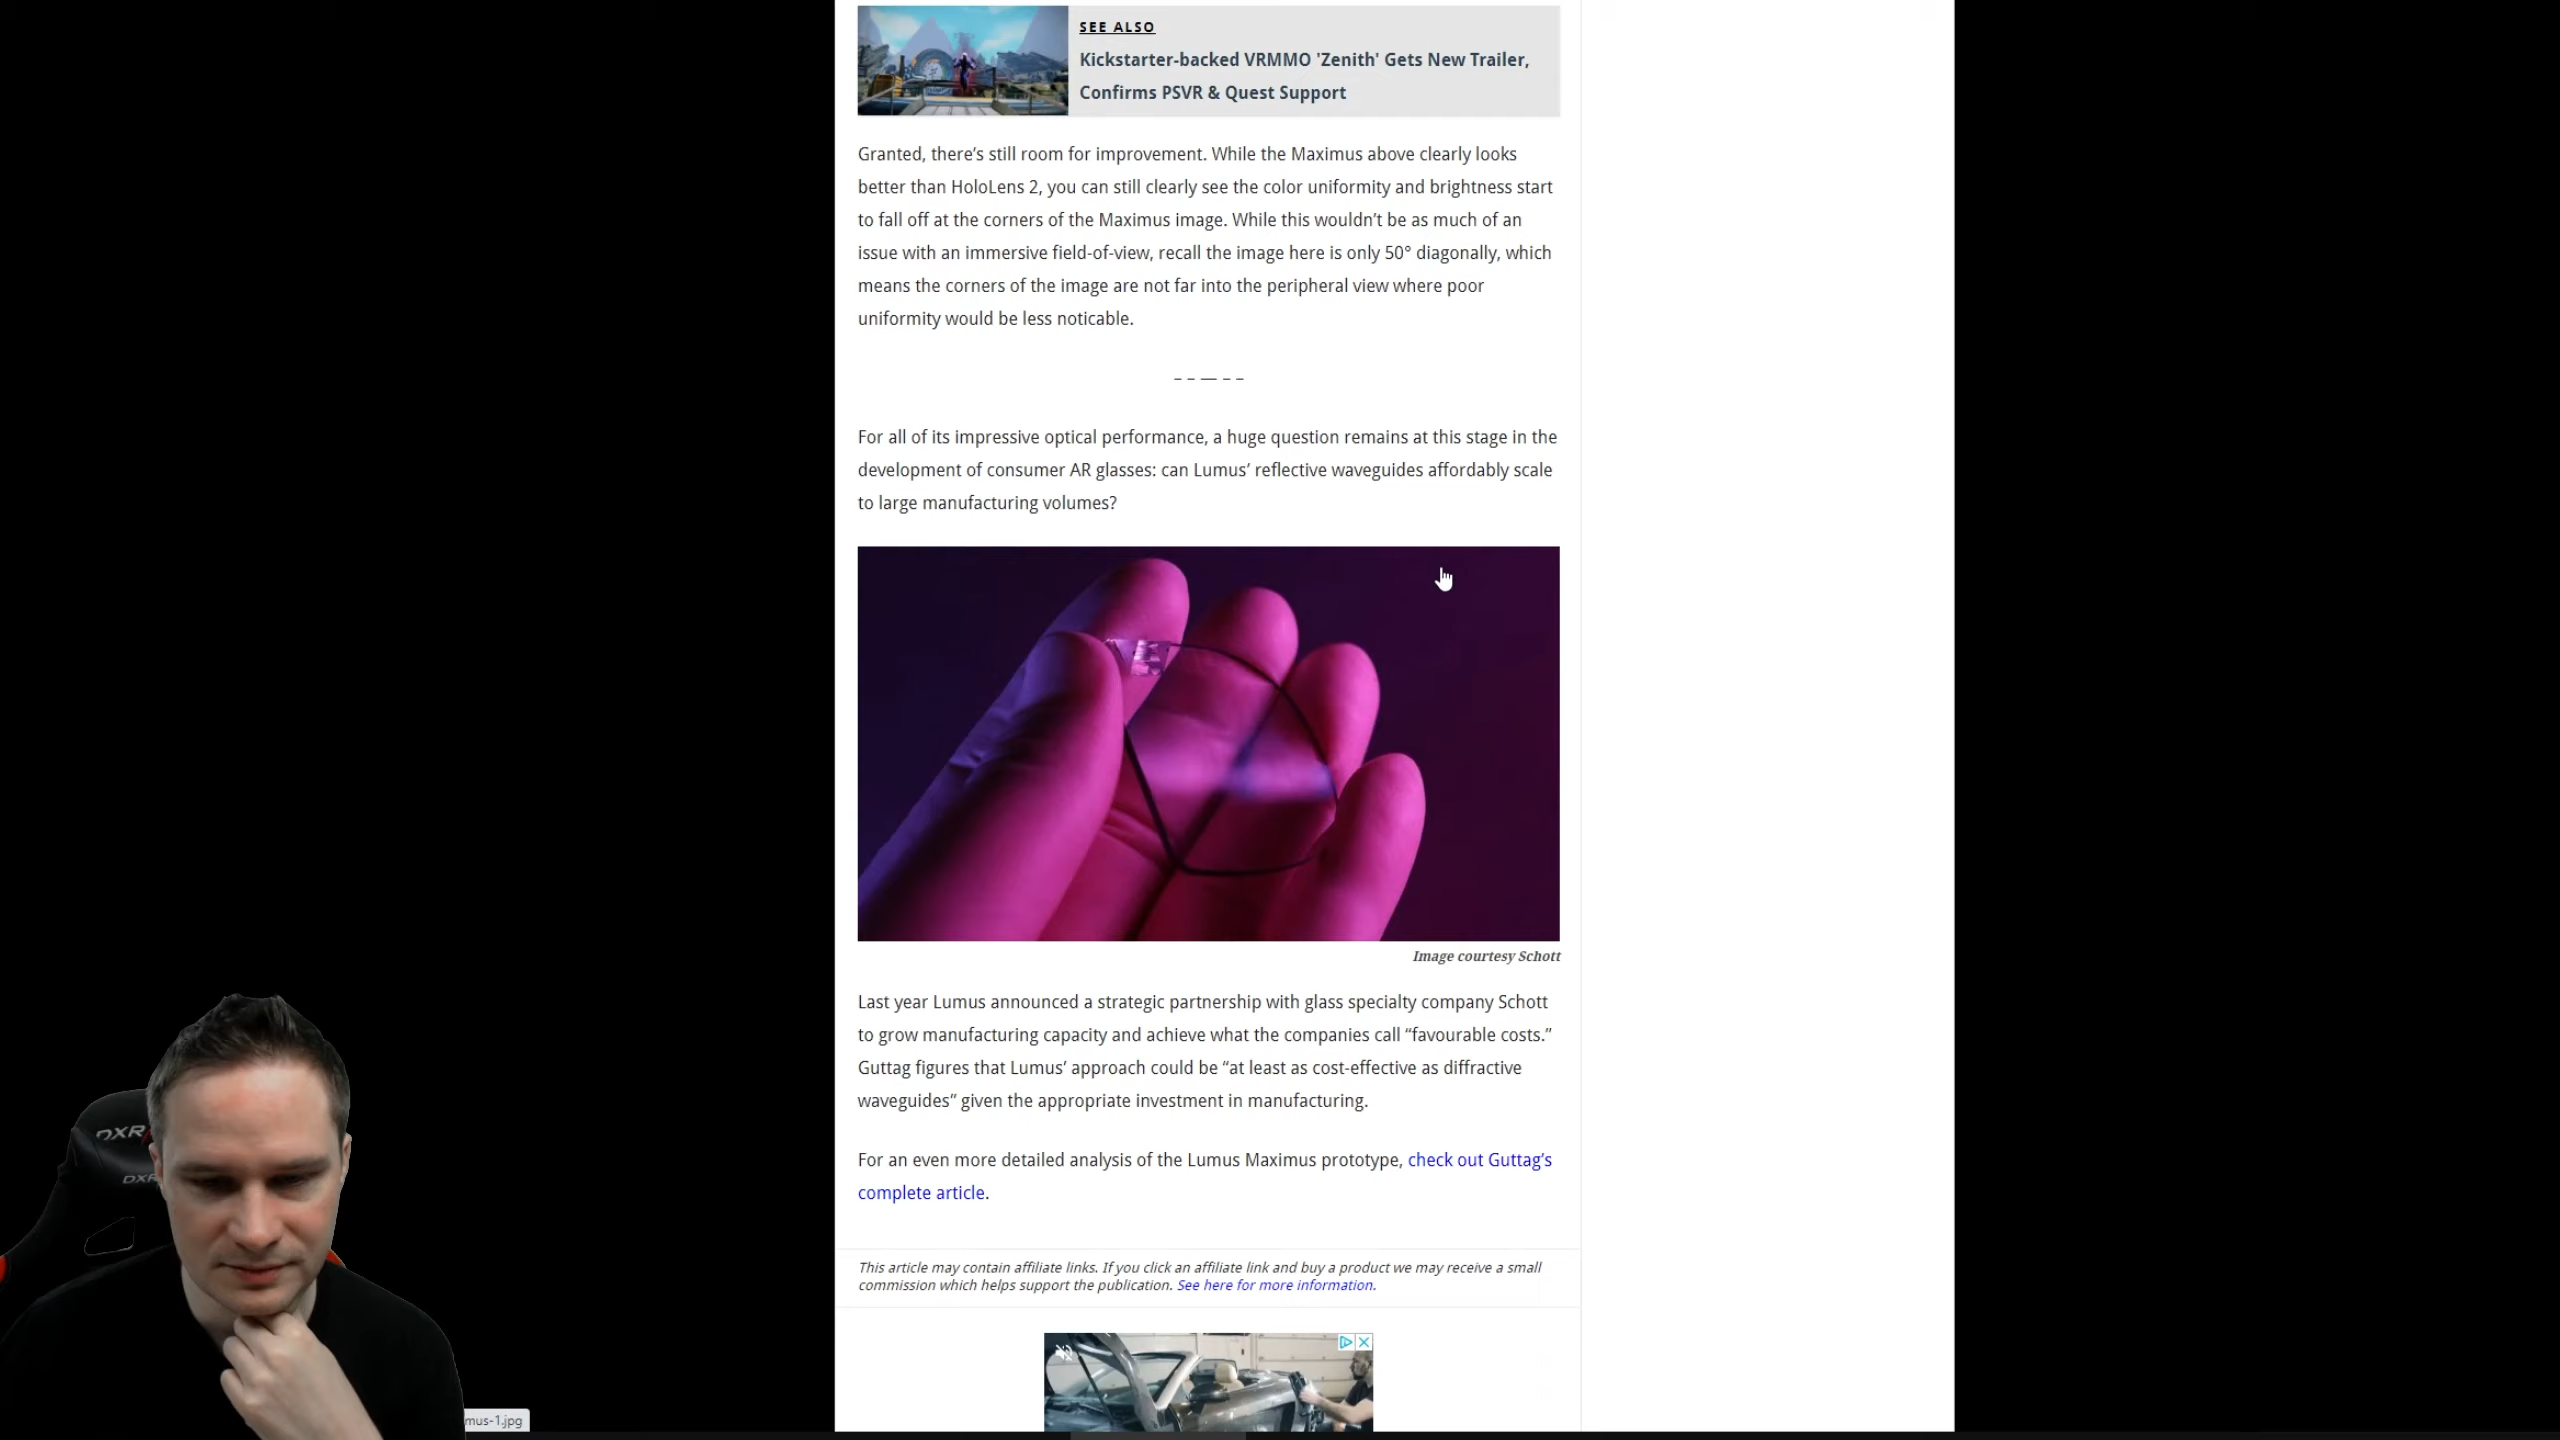 SEE ALSO
Kickstarter-backed VRMMO 'Zenith' Gets New Trailer,
Confirms PSVR & Quest Support
Granted, there’s still room for improvement. While the Maximus above clearly looks
better than HoloLens 2, you can still clearly see the color uniformity and brightness start
to fall off at the corners of the Maximus image. While this wouldn’t be as much of an
issue with an immersive field-of-view, recall the image here is only 50° diagonally, which
means the corners of the image are not far into the peripheral view where poor
uniformity would be less noticable.
– – — – –
For all of its impressive optical performance, a huge question remains at this stage in the
development of consumer AR glasses: can Lumus’ reflective waveguides affordably scale
to large manufacturing volumes?
Image courtesy Schott
Last year Lumus announced a strategic partnership with glass specialty company Schott
to grow manufacturing capacity and achieve what the companies call “favourable costs.”
Guttag figures that Lumus’ approach could be “at least as cost-effective as diffractive
waveguides” given the appropriate investment in manufacturing.
For an even more detailed analysis of the Lumus Maximus prototype, check out Guttag’s
complete article.
This article may contain affiliate links. If you click an affiliate link and buy a product we may receive a small
commission which helps support the publication. See here for more information.
DXR
DXR
mus-1.jpg